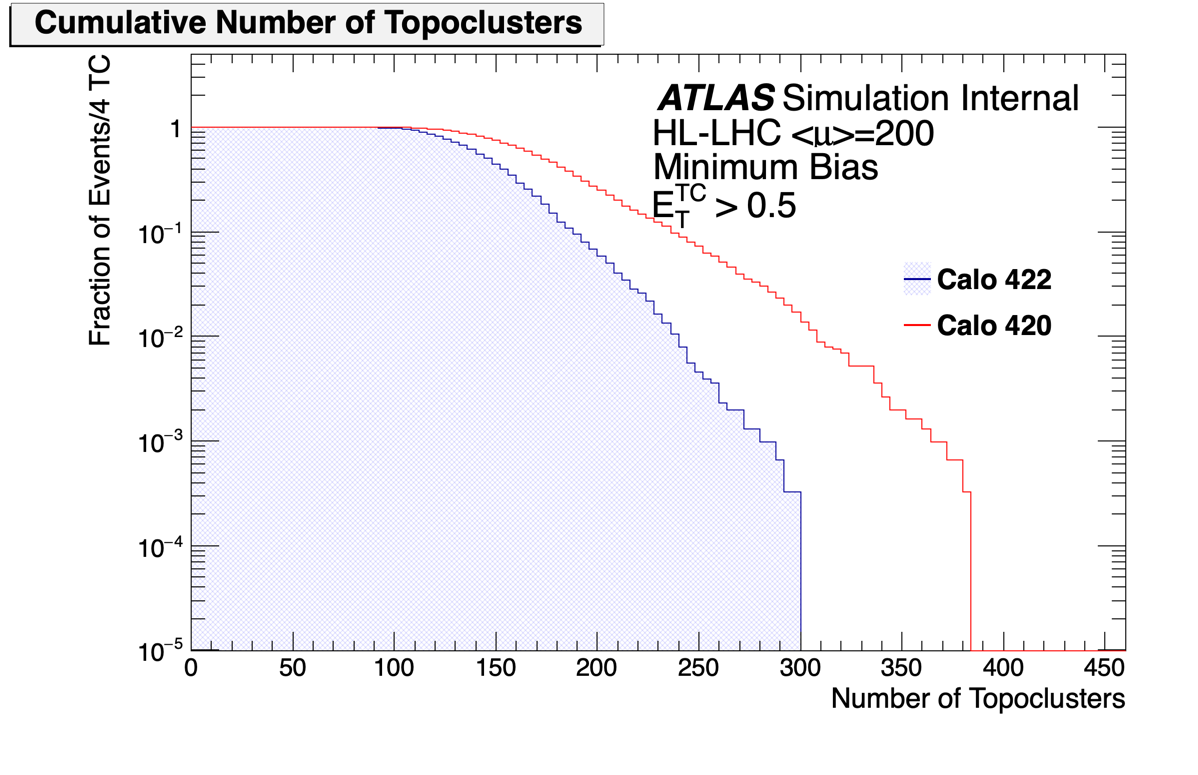 Cumulative Number of Topoclusters
Fraction of Events/4 TC
ATLAS Simulation Internal
HL-LHC <μ>=200
Minimum Bias
E_T^TC > 0.5
Calo 422
Calo 420
1
10⁻¹
10⁻²
10⁻³
10⁻⁴
10⁻⁵
0 50 100 150 200 250 300 350 400 450
Number of Topoclusters